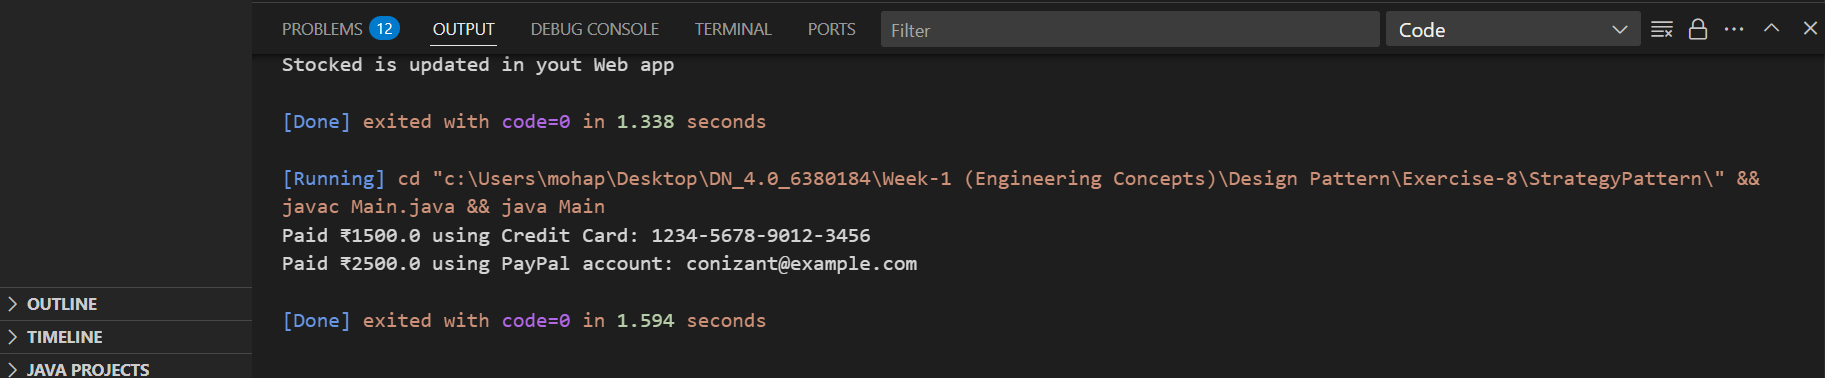 PROBLEMS 12 OUTPUT DEBUG CONSOLE TERMINAL PORTS Filter Code
Stocked is updated in yout Web app
[Done] exited with code=0 in 1.338 seconds
[Running] cd "c:\Users\mohap\Desktop\DN_4.0_6380184\Week-1 (Engineering Concepts)\Design Pattern\Exercise-8\StrategyPattern\" &&
javac Main.java && java Main
Paid ₹1500.0 using Credit Card: 1234-5678-9012-3456
Paid ₹2500.0 using PayPal account: conizant@example.com
[Done] exited with code=0 in 1.594 seconds
OUTLINE
TIMELINE
JAVA PROJECTS